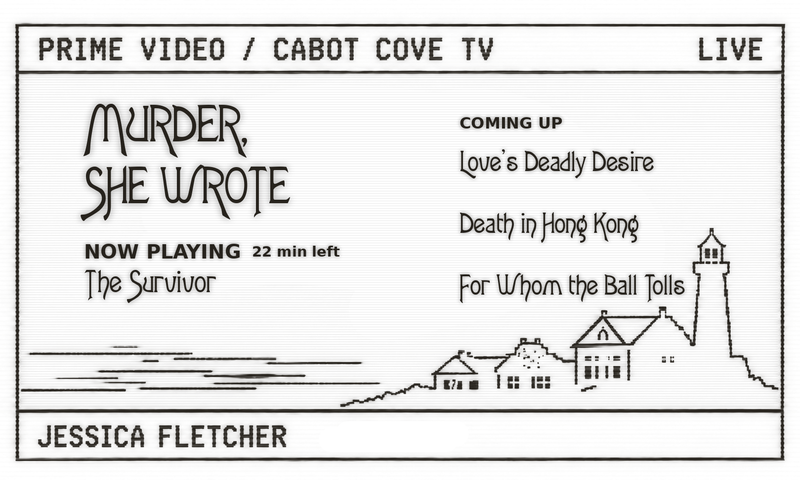 PRIME VIDEO / CABOT COVE TV
LIVE
MURDER,
SHE WROTE
NOW PLAYING 22 min left
The Survivor
COMING UP
Love's Deadly Desire
Death in Hong Kong
For Whom the Ball Tolls
JESSICA FLETCHER